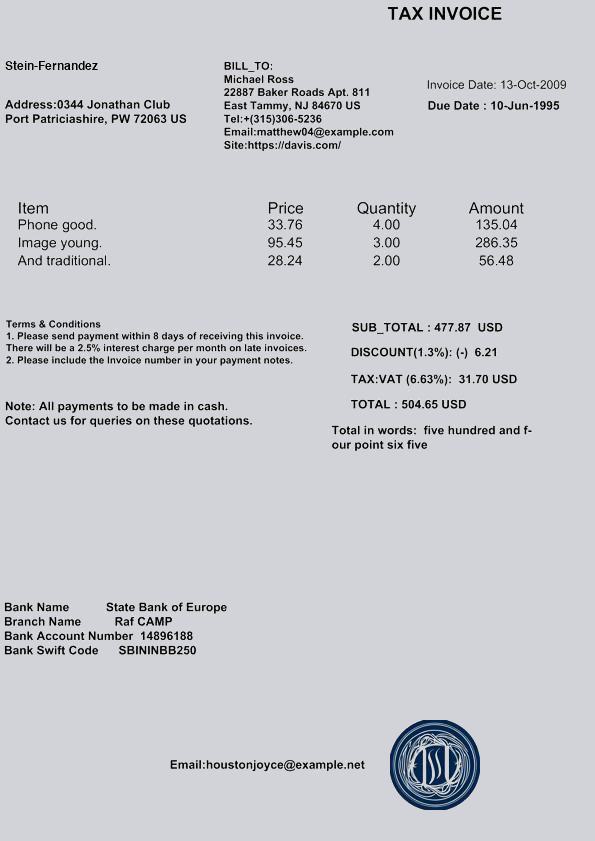 TAX INVOICE
Stein-Fernandez
Address:0344 Jonathan Club
Port Patriciashire, PW 72063 US
BILL_TO:
Michael Ross
22887 Baker Roads Apt. 811
East Tammy, NJ 84670 US
Tel:+(315)306-5236
Email:matthew04@example.com
Site:https://davis.com/
Invoice Date: 13-Oct-2009
Due Date : 10-Jun-1995
Item Price Quantity Amount
Phone good. 33.76 4.00 135.04
Image young. 95.45 3.00 286.35
And traditional. 28.24 2.00 56.48
Terms & Conditions
1. Please send payment within 8 days of receiving this invoice.
There will be a 2.5% interest charge per month on late invoices.
2. Please include the Invoice number in your payment notes.
Note: All payments to be made in cash.
Contact us for queries on these quotations.
SUB_TOTAL : 477.87 USD
DISCOUNT(1.3%): (-) 6.21
TAX:VAT (6.63%): 31.70 USD
TOTAL : 504.65 USD
Total in words: five hundred and f-
our point six five
Bank Name State Bank of Europe
Branch Name Raf CAMP
Bank Account Number 14896188
Bank Swift Code SBININBB250
Email:houstonjoyce@example.net